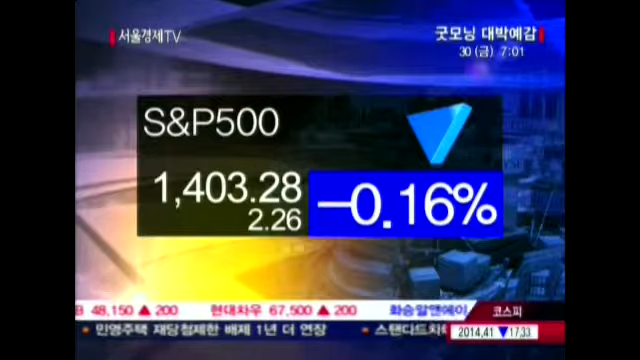 서울경제TV
굿모닝 대박예감
30(금) 7:01
S&P500
1,403.28
2.26
-0.16%
B 48,150 ▲ 200 현대차우 67,500 ▲ 200 화승알앤에이
코스피
• 민영주택 재당첨제한 배제 1년 더 연장 • 스탠다드차타
2014.41 ▼17.33